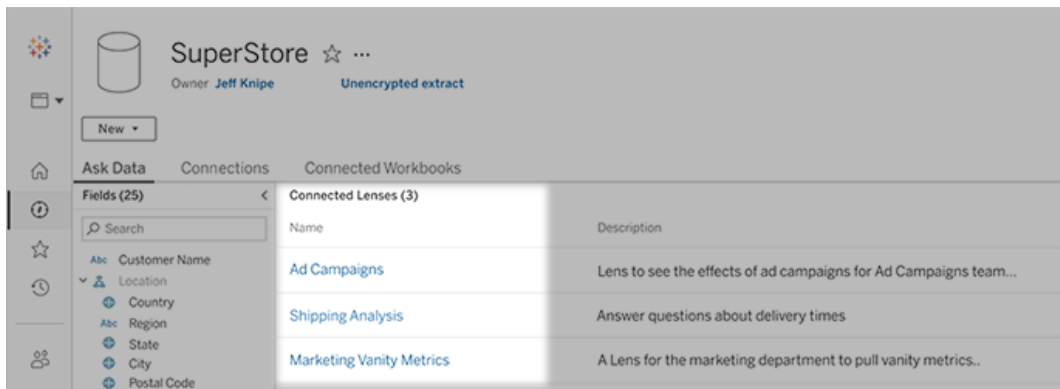 SuperStore ...
Owner Jeff Knipe Unencrypted extract
New
Ask Data Connections Connected Workbooks
Fields (25)
Search
Abc Customer Name
Location
Country
Abc Region
State
City
Postal Code
Connected Lenses (3)
Name Description
Ad Campaigns Lens to see the effects of ad campaigns for Ad Campaigns team...
Shipping Analysis Answer questions about delivery times
Marketing Vanity Metrics A Lens for the marketing department to pull vanity metrics..